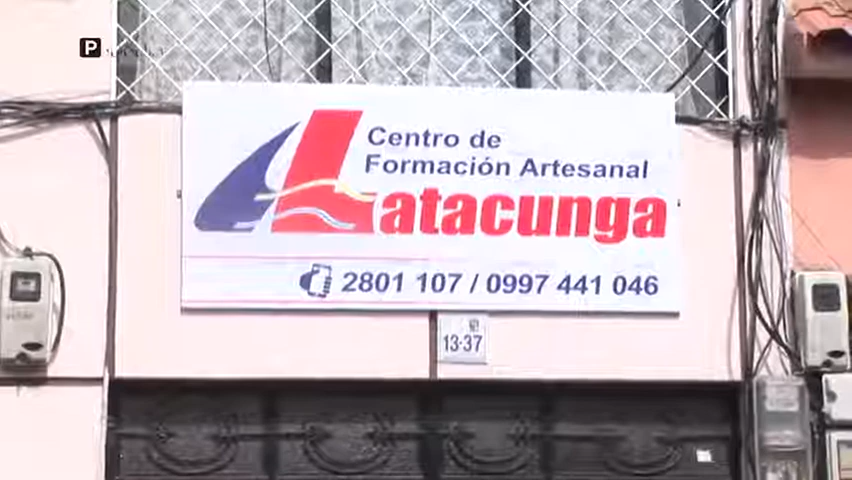 P
Centro de
Formación Artesanal
Latacunga
2801 107 / 0997 441 046
13-37